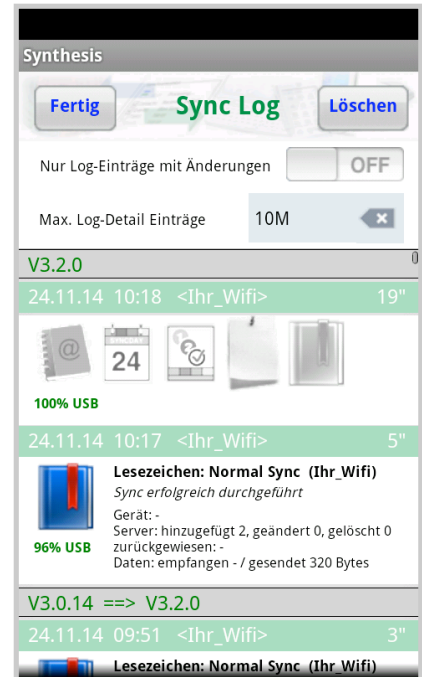 Synthesis
Fertig Sync Log Löschen
Nur Log-Einträge mit Änderungen OFF
Max. Log-Detail Einträge 10M
V3.2.0
24.11.14 10:18 <Ihr_Wifi> 19"
24
100% USB
24.11.14 10:17 <Ihr_Wifi> 5"
Lesezeichen: Normal Sync (Ihr_Wifi)
Sync erfolgreich durchgeführt
Gerät: -
Server: hinzugefügt 2, geändert 0, gelöscht 0
96% USB zurückgewiesen: -
Daten: empfangen - / gesendet 320 Bytes
V3.0.14 ==> V3.2.0
24.11.14 09:51 <Ihr_Wifi> 3"
Lesezeichen: Normal Sync (Ihr_Wifi)